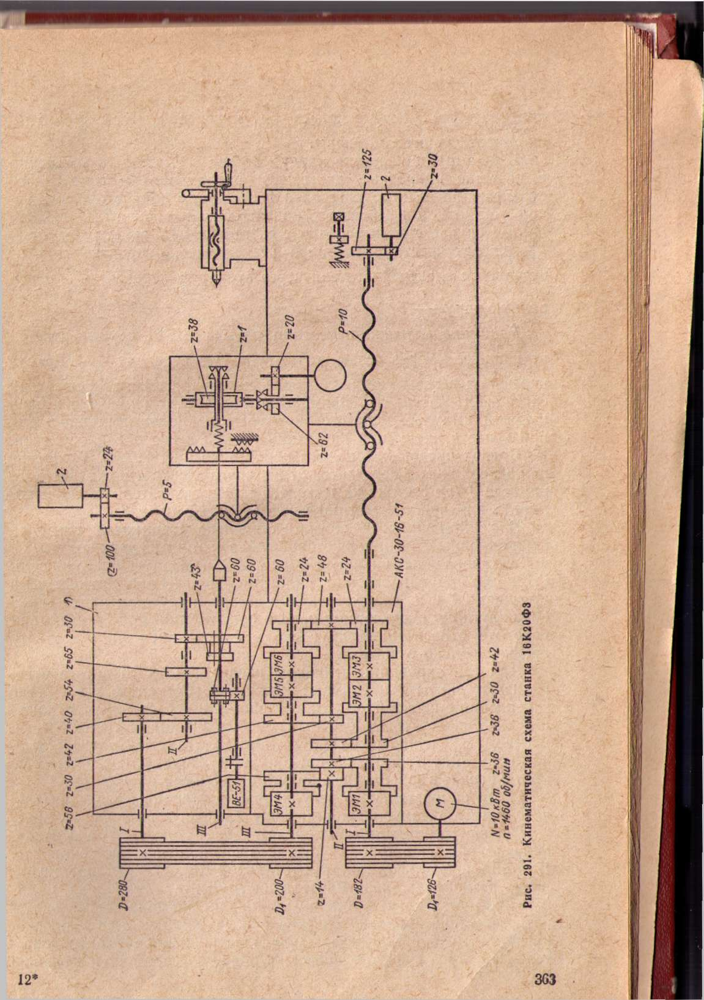 z=56
z=30
z=42
z=40
z=54
z=65
z=30
1)
2
z=24
z=100
P=5
I
II
III
III
II
I
z=43
z=60
z=60
z=60
z=24
z=48
z=24
ВЕ-51
ЭМ4
ЭМ5
ЭМ6
ЭМ1
ЭМ2
ЭМ3
АКС-30-16-51
z=38
z=1
z=20
z=62
P=10
z=125
2
z=30
D=280
D₁=200
z=14
D=182
D₁=126
М
N=10 кВт
n=1460 об/мин
z=36
z=36
z=30
z=42
Рис. 291. Кинематическая схема станка 16К20Ф3
12*
363